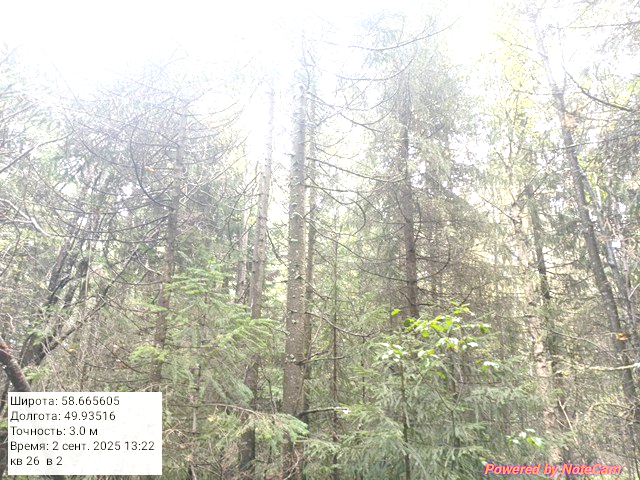 Широта: 58.665605
Долгота: 49.93516
Точность: 3.0 м
Время: 2 сент. 2025 13:22
кв 26 в 2
Powered by NoteCam